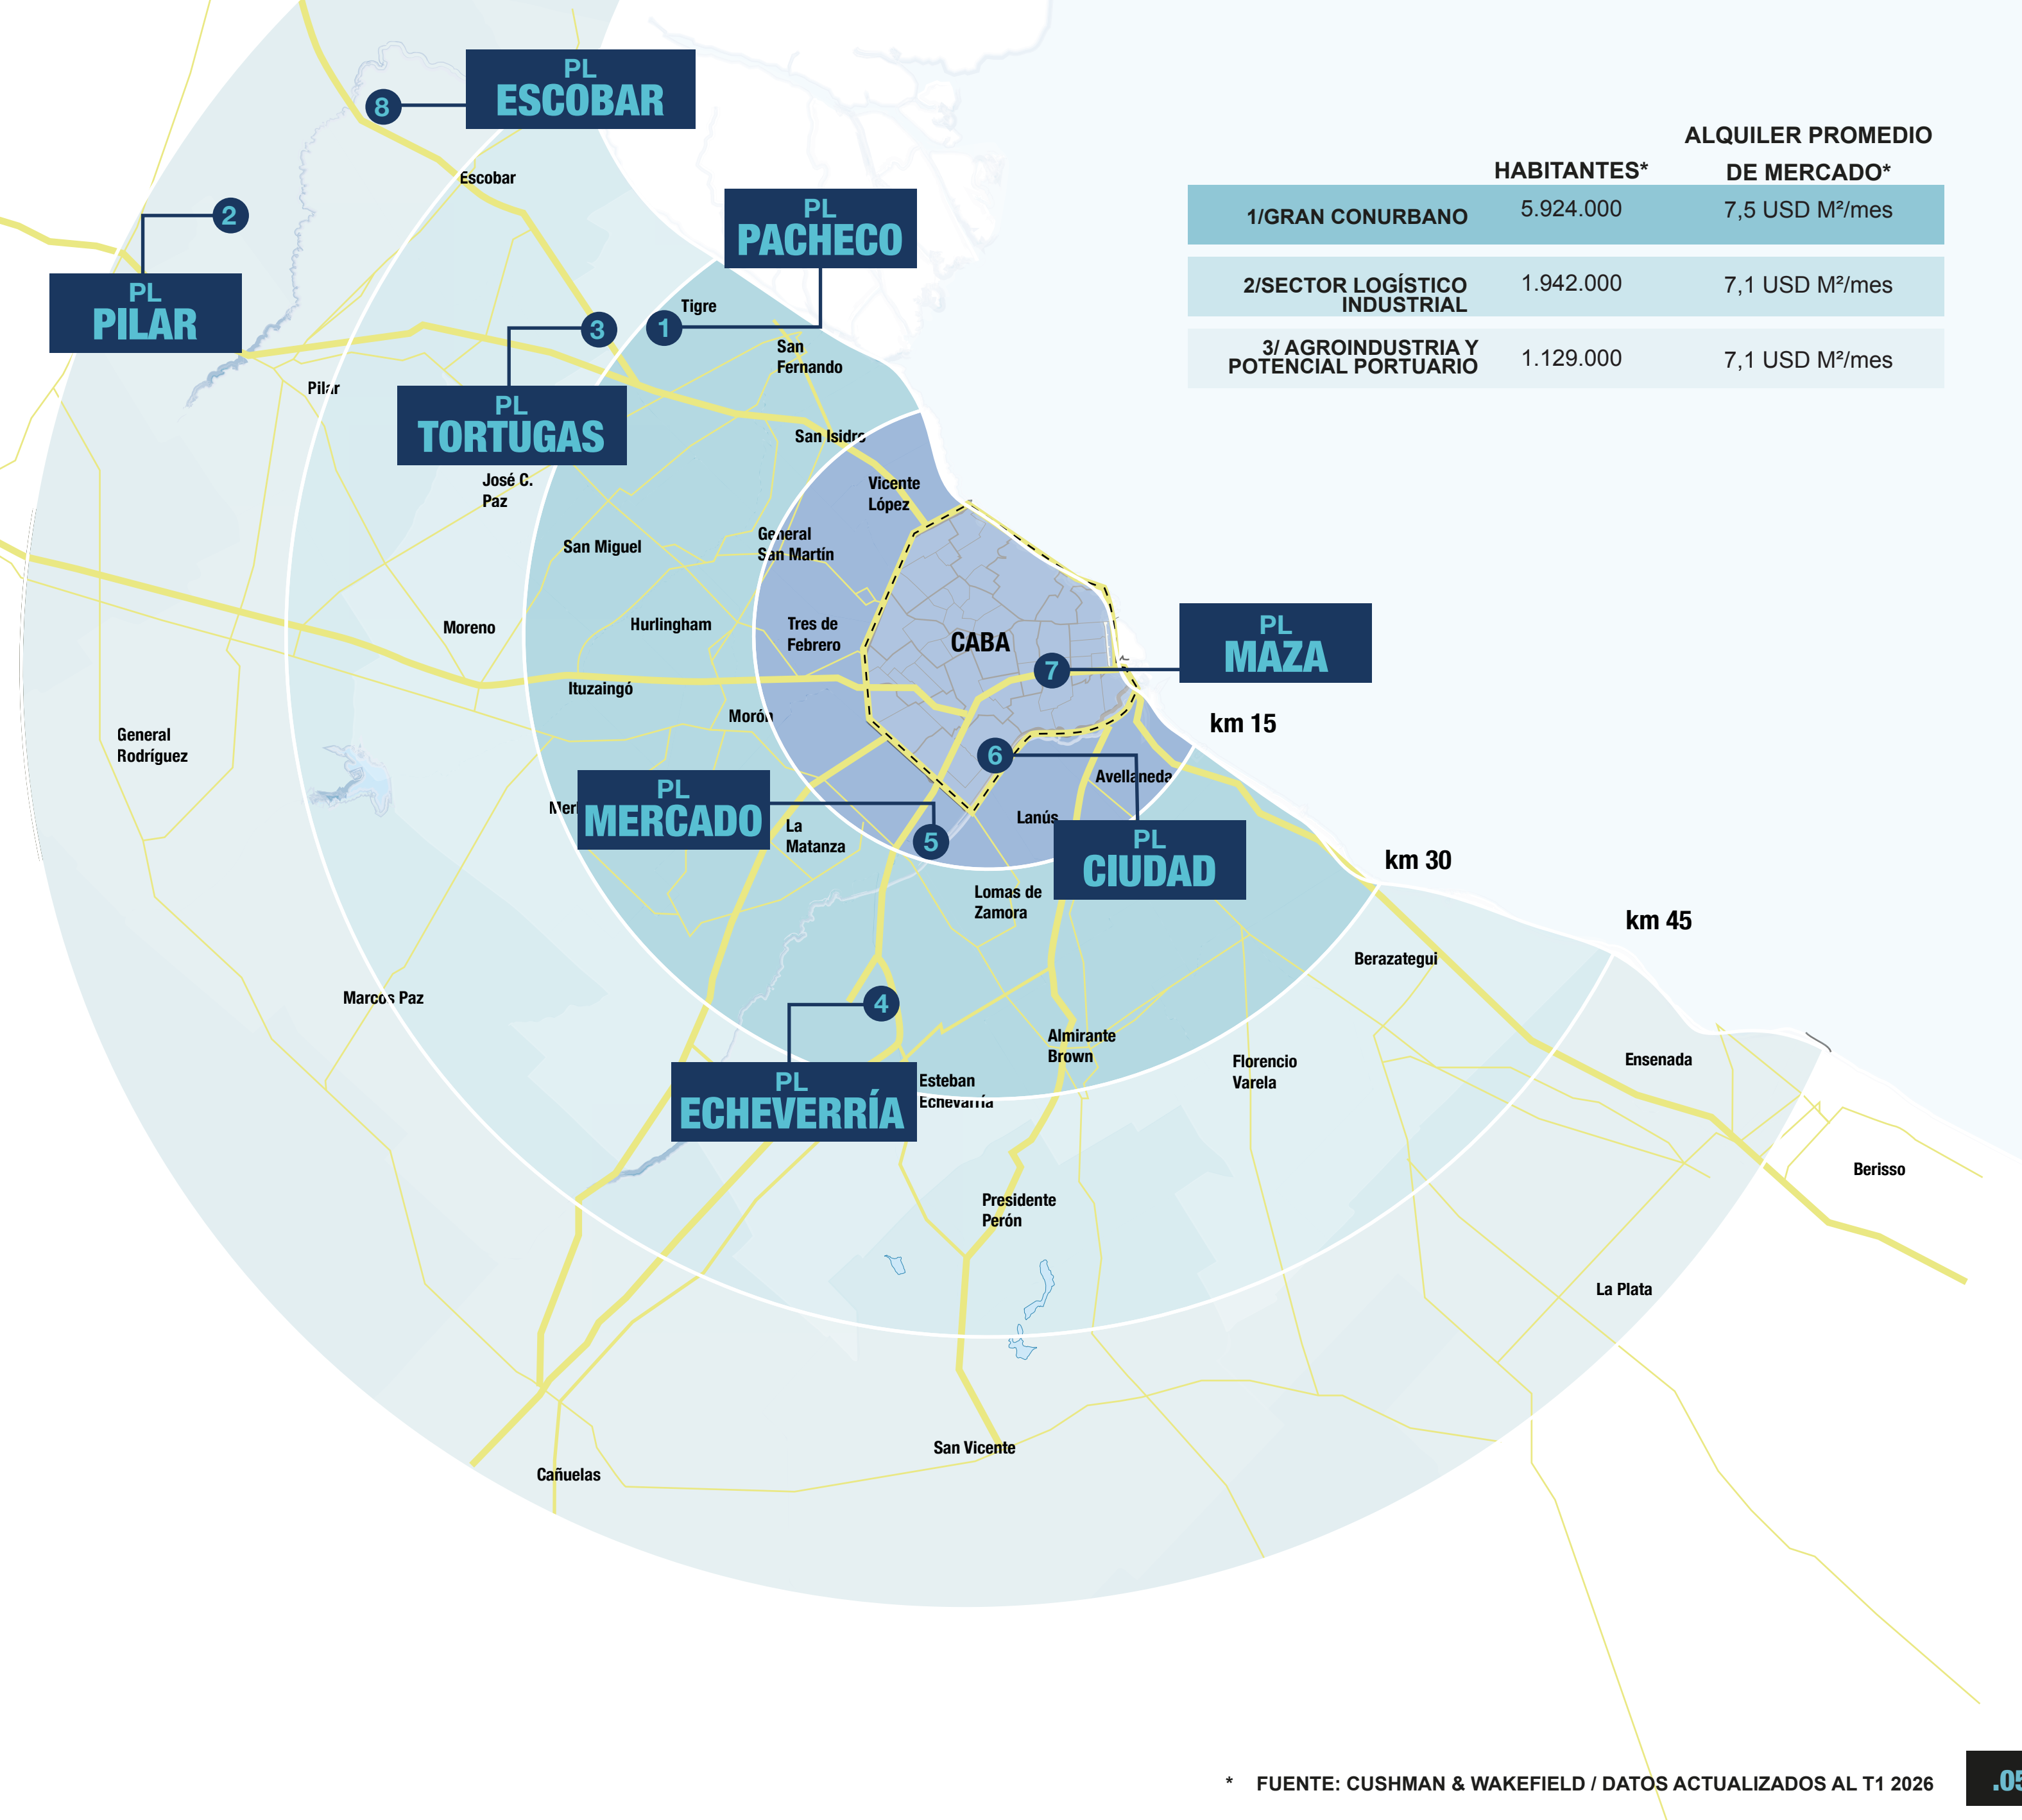 PL
ESCOBAR
8
Escobar
2
PL
PACHECO
PL
PILAR
Tigre
3
1
San
Fernando
Pilar
PL
TORTUGAS
San Isidro
José C.
Paz
Vicente
López
General
San Martín
San Miguel
Hurlingham
Moreno
Tres de
Febrero
CABA
7
PL
MAZA
Ituzaingó
Morón
General
Rodríguez
km 15
6
Avellaneda
PL
MERCADO
Merl
La
Matanza
Lanús
5
PL
CIUDAD
km 30
Lomas de
Zamora
km 45
Berazategui
Marcos Paz
4
Almirante
Brown
Florencio
Varela
Ensenada
PL
ECHEVERRÍA
Esteban
Echevarría
Berisso
Presidente
Perón
La Plata
San Vicente
Cañuelas
ALQUILER PROMEDIO
HABITANTES* DE MERCADO*
1/GRAN CONURBANO 5.924.000 7,5 USD M²/mes
2/SECTOR LOGÍSTICO
INDUSTRIAL 1.942.000 7,1 USD M²/mes
3/ AGROINDUSTRIA Y
POTENCIAL PORTUARIO 1.129.000 7,1 USD M²/mes
* FUENTE: CUSHMAN & WAKEFIELD / DATOS ACTUALIZADOS AL T1 2026
.05